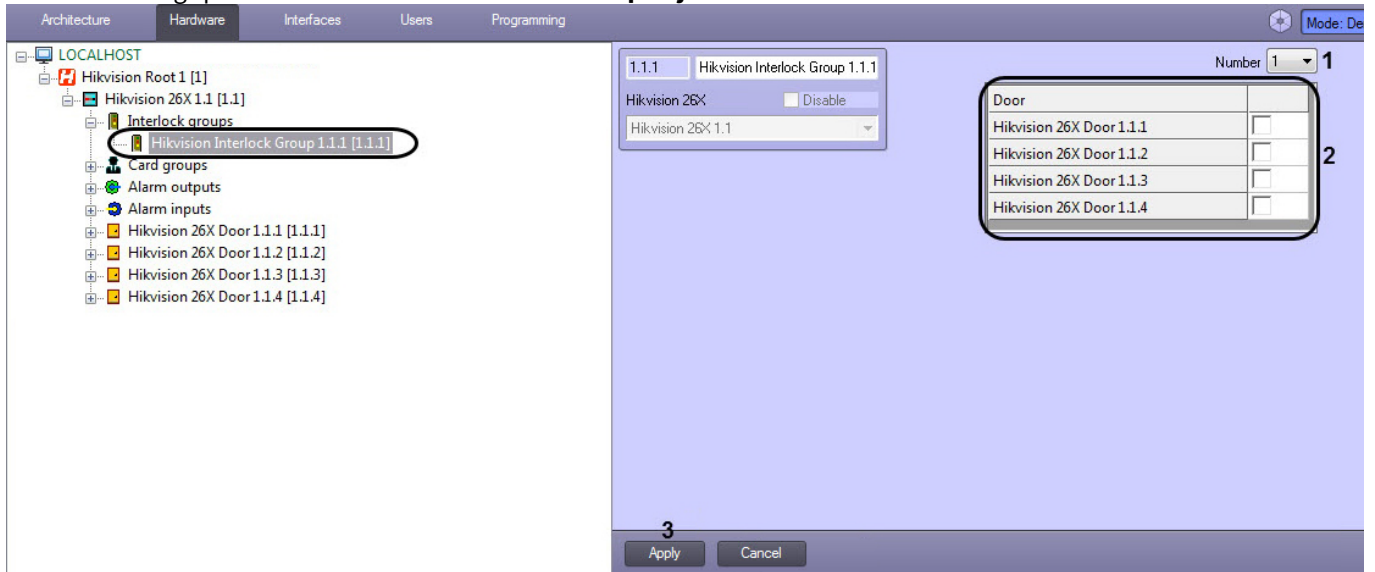 Architecture Hardware Interfaces Users Programming Mode: De
LOCALHOST
Hikvision Root 1 [1]
Hikvision 26X 1.1 [1.1]
Interlock groups
Hikvision Interlock Group 1.1.1 [1.1.1]
Card groups
Alarm outputs
Alarm inputs
Hikvision 26X Door 1.1.1 [1.1.1]
Hikvision 26X Door 1.1.2 [1.1.2]
Hikvision 26X Door 1.1.3 [1.1.3]
Hikvision 26X Door 1.1.4 [1.1.4]
1.1.1 Hikvision Interlock Group 1.1.1
Hikvision 26X Disable
Hikvision 26X 1.1
Number 1 1
Door
Hikvision 26X Door 1.1.1
Hikvision 26X Door 1.1.2
2
Hikvision 26X Door 1.1.3
Hikvision 26X Door 1.1.4
3
Apply Cancel